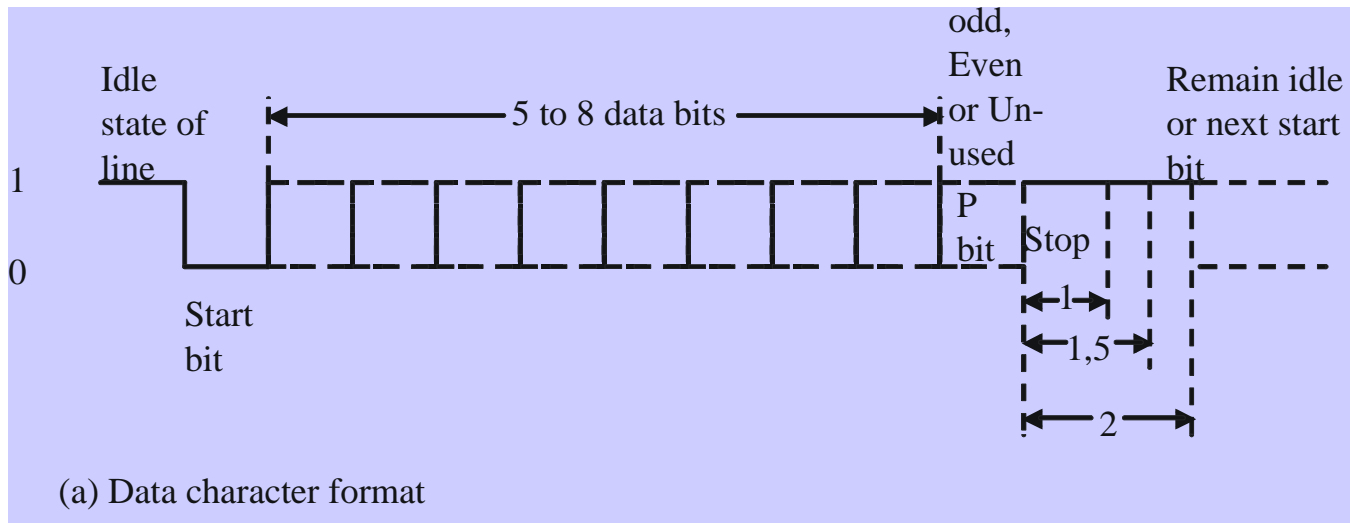 odd,
Even
or Un-
used
Idle
state of
line
5 to 8 data bits
Remain idle
or next start
bit
1
0
P
bit
Stop
Start
bit
1
1,5
2
(a) Data character format